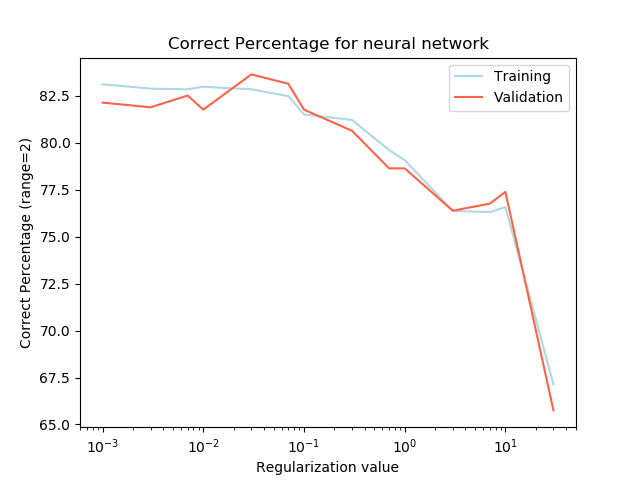 Correct Percentage for neural network
Training
Validation
Correct Percentage (range=2)
82.5
80.0
77.5
75.0
72.5
70.0
67.5
65.0
10⁻³ 10⁻² 10⁻¹ 10⁰ 10¹
Regularization value